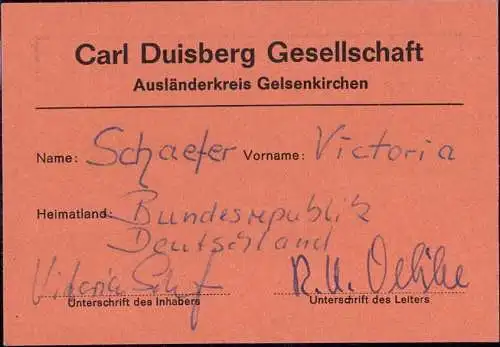 Carl Duisberg Gesellschaft
Ausländerkreis Gelsenkirchen
Name: Schaefer Vorname: Victoria
Heimatland: Bundesrepublik
Deutschland
Unterschrift des Inhabers Unterschrift des Leiters